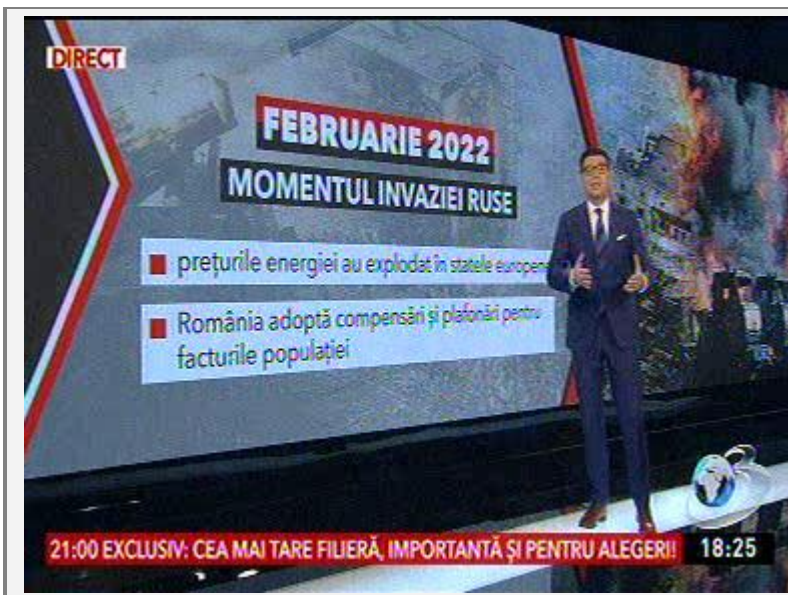 DIRECT
FEBRUARIE 2022
MOMENTUL INVAZIEI RUSE
prețurile energiei au explodat în statele europene
România adoptă compensări și plafonări pentru
facturile populației
21:00 EXCLUSIV: CEA MAI TARE FILIERĂ, IMPORTANTĂ ȘI PENTRU ALEGERI!
18:25